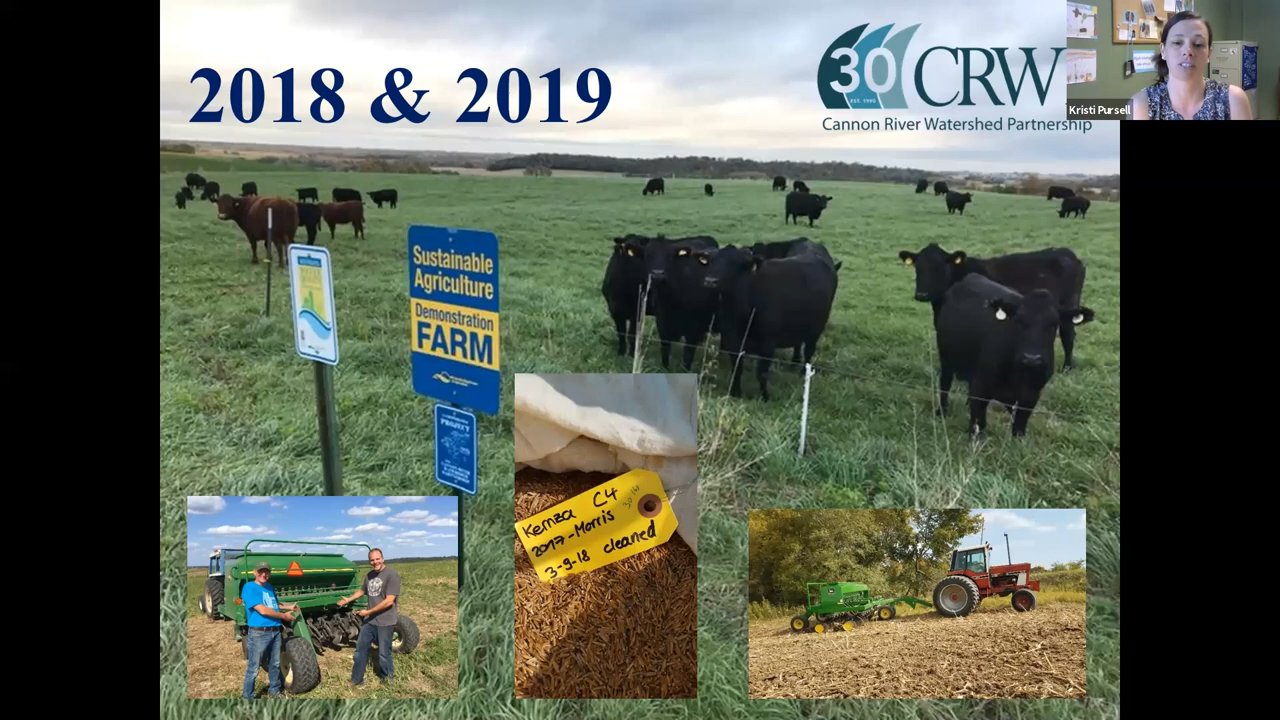 2018 & 2019
30
EST. 1990
CRW
Cannon River Watershed Partnership
Kristi Pursell
Sustainable
Agriculture
Demonstration
FARM
PROJECT
Kernza C4
2017-Morris
3-9-18 cleaned